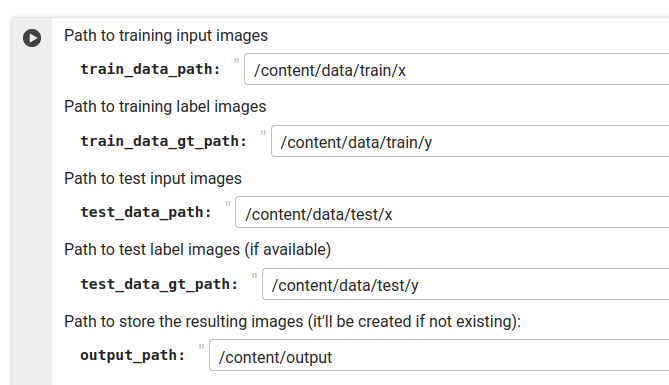 Path to training input images
train_data_path: " /content/data/train/x
Path to training label images
train_data_gt_path: " /content/data/train/y
Path to test input images
test_data_path: " /content/data/test/x
Path to test label images (if available)
test_data_gt_path: " /content/data/test/y
Path to store the resulting images (it'll be created if not existing):
output_path: " /content/output